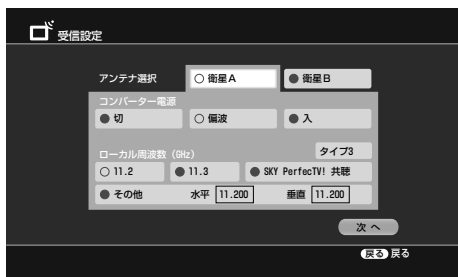 受信設定
アンテナ選択 ○ 衛星A ● 衛星B
コンバーター電源
● 切 ○ 偏波 ● 入
ローカル周波数 (GHz) タイプ3
○ 11.2 ● 11.3 ● SKY PerfecTV! 共聴
● その他 水平 11.200 垂直 11.200
次 へ
戻る 戻る